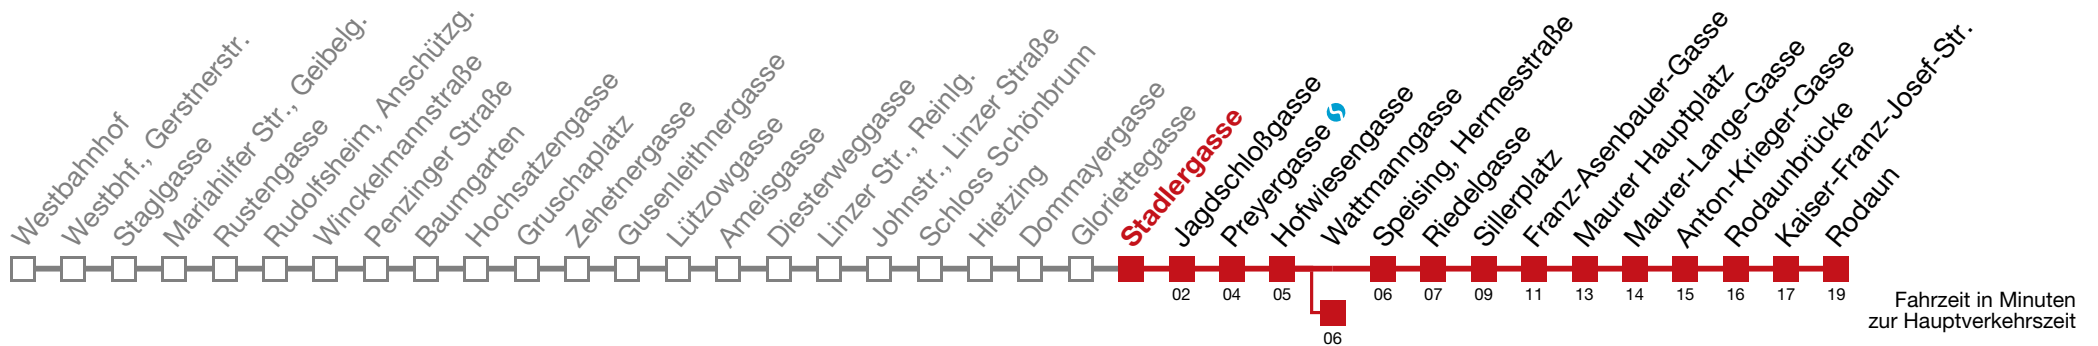 Westbahnhof
Westbhf., Gerstnerstr.
Staglgasse
Mariahilfer Str., Geibelg.
Rustengasse
Rudolfsheim, Anschützg.
Winckelmannstraße
Penzinger Straße
Baumgarten
Hochsatzengasse
Gruschaplatz
Zehetnergasse
Gusenleithnergasse
Lützowgasse
Ameisgasse
Diesterweggasse
Linzer Str., Reinlg.
Johnstr., Linzer Straße
Schloss Schönbrunn
Hietzing
Dommayergasse
Gloriettegasse
Stadlergasse
Jagdschloßgasse
Preyergasse
Hofwiesengasse
Wattmanngasse
Speising, Hermesstraße
Riedelgasse
Sillerplatz
Franz-Asenbauer-Gasse
Maurer Hauptplatz
Maurer-Lange-Gasse
Anton-Krieger-Gasse
Rodaunbrücke
Kaiser-Franz-Josef-Str.
Rodaun
02 04 05 06 07 09 11 13 14 15 16 17 19
06
Fahrzeit in Minuten
zur Hauptverkehrszeit